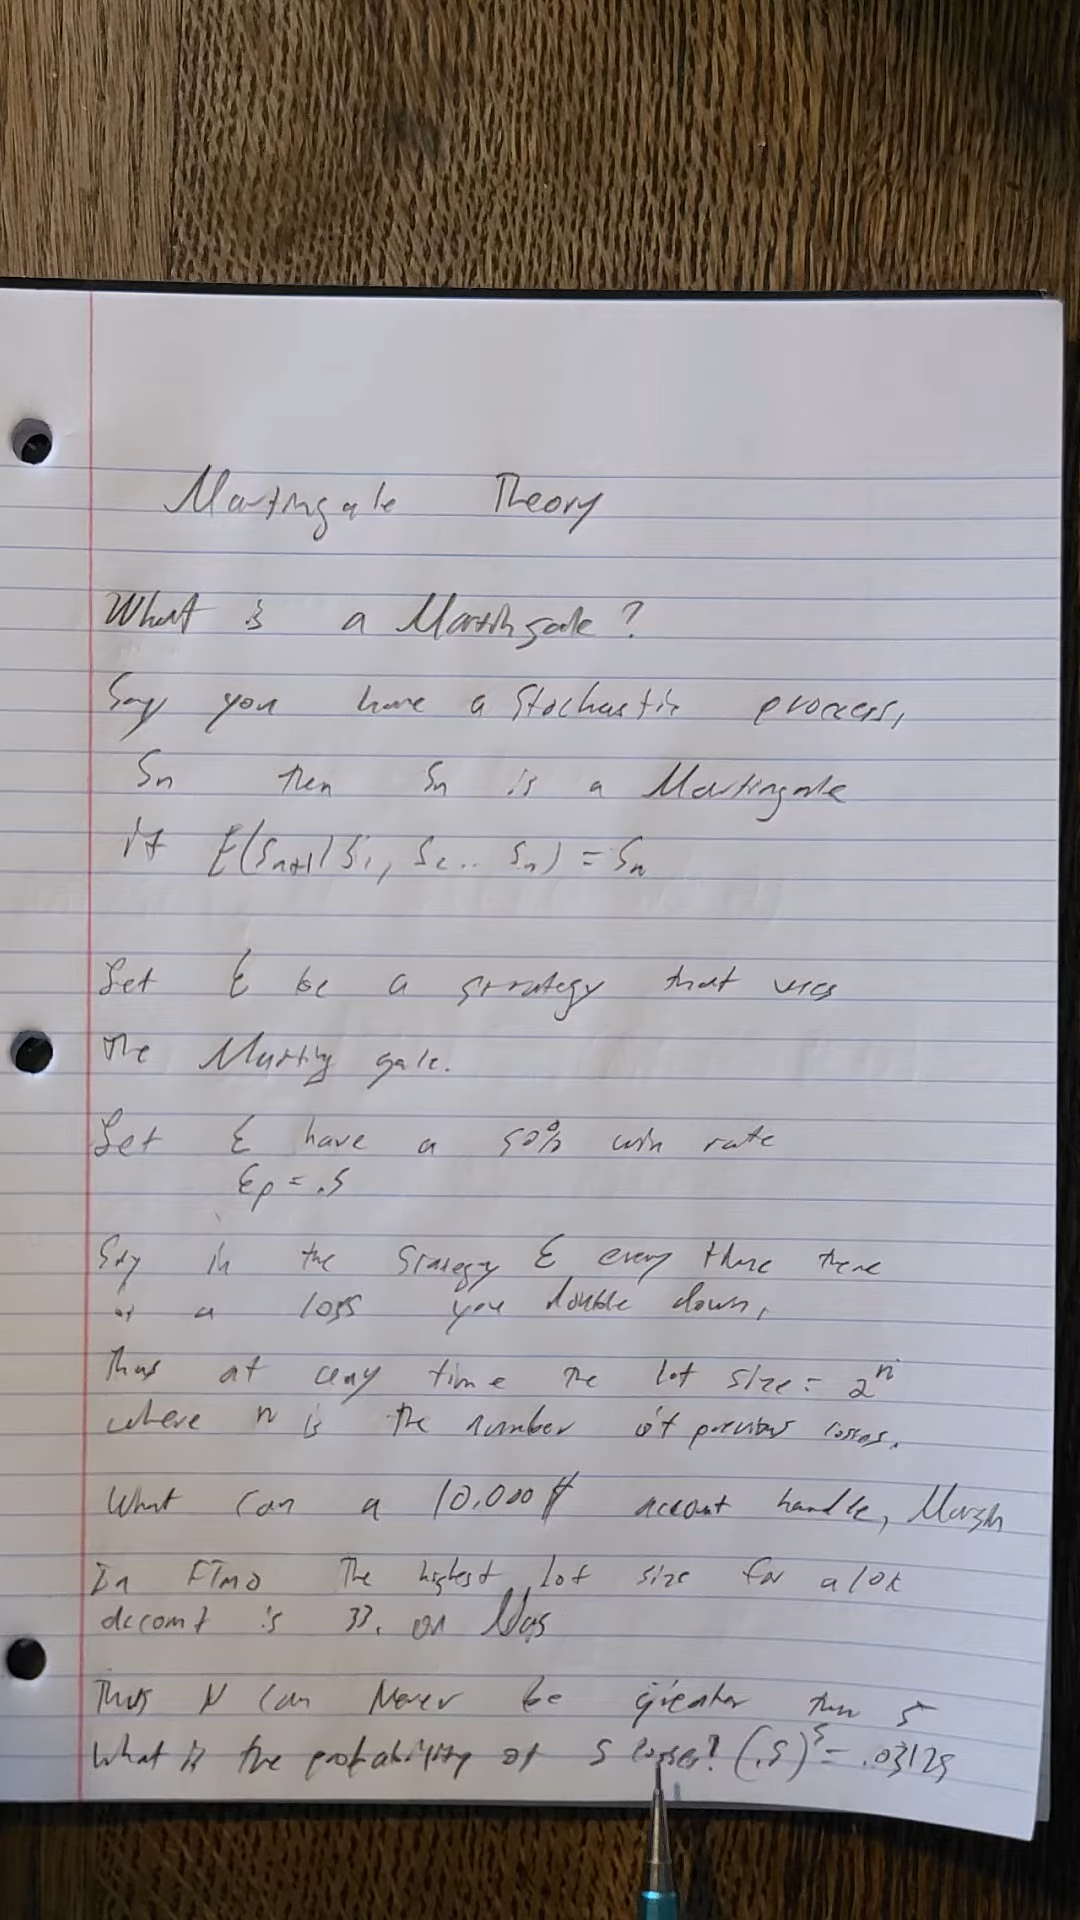 Martingale Theory
What is a Martingale?
Say you have a Stochastic process,
Sn then Sn is a Martingale
if E(Sn+1|S1, S2... Sn) = Sn
Let ξ be a strategy that uses
the Martingale.
Let ξ have a 50% win rate
ξp = .5
Say in the Strategy ξ every time there
is a loss you double down,
Thus at any time the lot size = 2^n
where n is the number of previous losses.
What can a 10,000$ account handle, Margin
In FTMO The highest lot size for a 10k
account is 33. on Nas
Thus N can Never be greater than 5
What is the probability of 5 losses? (.5)^5 = .03125